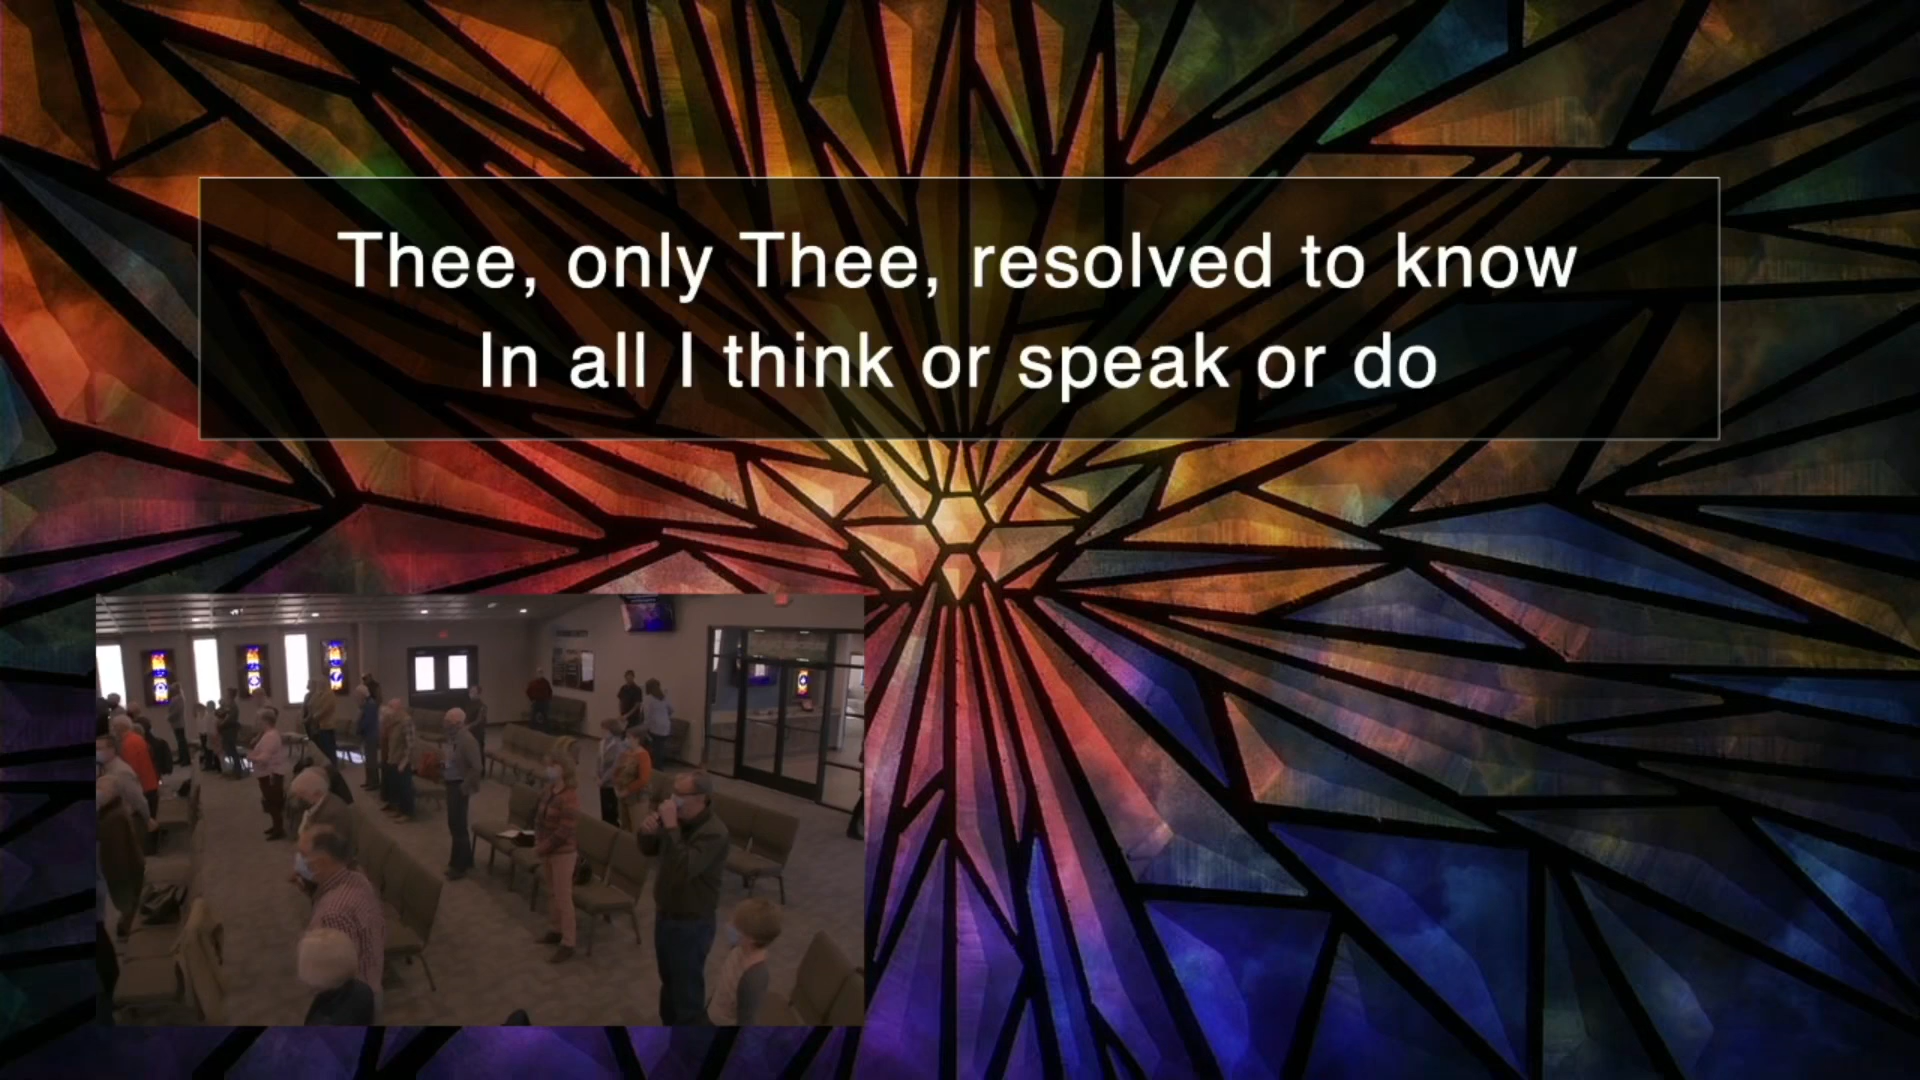 Thee, only Thee, resolved to know
In all I think or speak or do